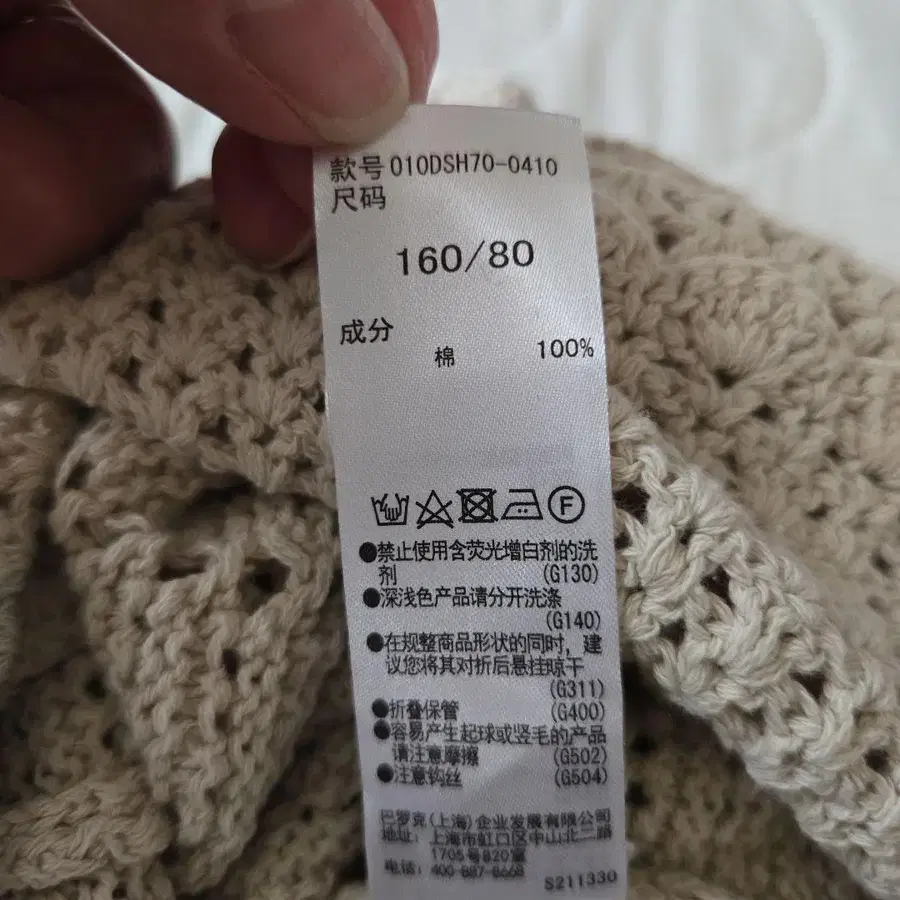 款号 010DSH70-0410
尺码
160/80
成分
棉 100%
F
●禁止使用含荧光增白剂的洗
剂 (G130)
●深浅色产品请分开洗涤
(G140)
●在规整商品形状的同时，建
议您将其对折后悬挂晾干
(G311)
●折叠保管 (G400)
●容易产生起球或竖毛的产品
请注意摩擦 (G502)
●注意钩丝 (G504)
巴罗克(上海)企业发展有限公司
地址：上海市虹口区中山北二路
1705号820室
电话：400-887-8668
S211330